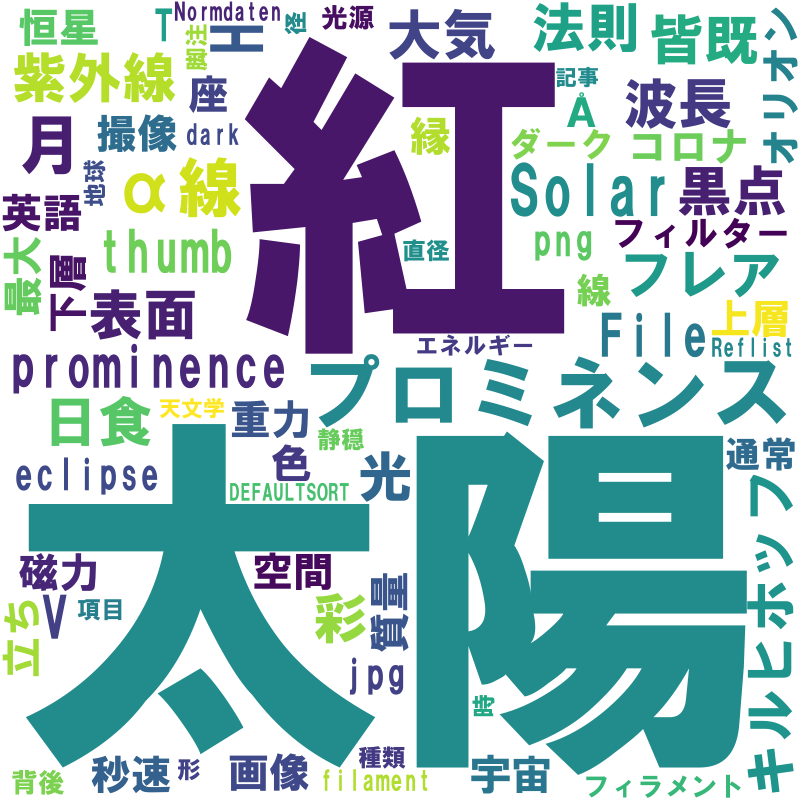 恒星
T
Normdaten
光源
大気
法則
皆既
オリオン
紫外線
脚注
エ
径
座
記事
波長
月
撮像
dark
紅
縁
Å
ダーク
コロナ
地球
α線
Solar
黒点
英語
最大
下層
thumb
直径
png
フィルター
フレア
表面
線
上層
エネルギー
File
Reflist
prominence
プロミネンス
日食
天文学
重力
静穏
通常
eclipse
色
光
DEFAULTSORT
太陽
キルヒホッフ
磁力
空間
質量
立ち
V
項目
彩
jpg
時
背後
秒速
形
画像
種類
filament
宇宙
フィラメント